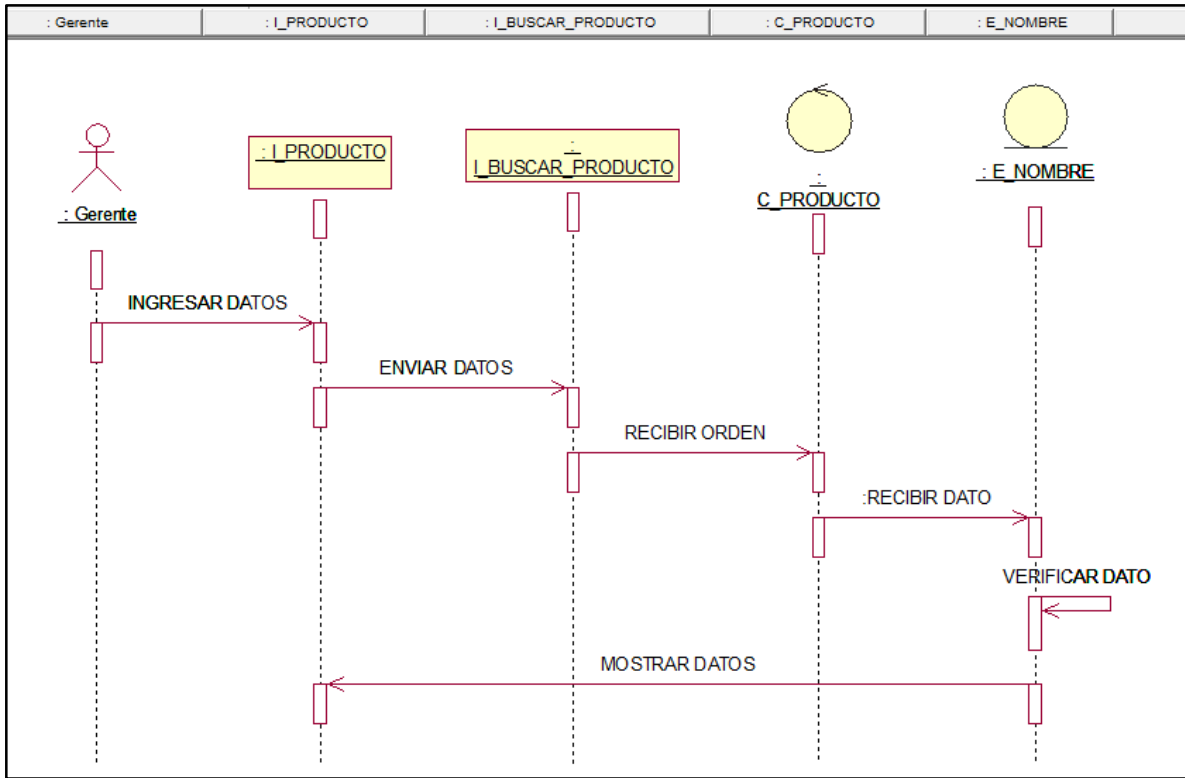 : Gerente
: I_PRODUCTO
: I_BUSCAR_PRODUCTO
: C_PRODUCTO
: E_NOMBRE
: Gerente
: I_PRODUCTO
:
I_BUSCAR_PRODUCTO
:
C_PRODUCTO
: E_NOMBRE
INGRESAR DATOS
ENVIAR DATOS
RECIBIR ORDEN
:RECIBIR DATO
VERIFICAR DATO
MOSTRAR DATOS